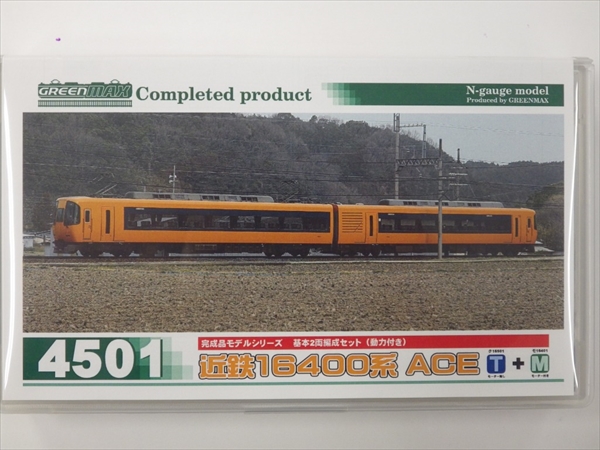 GREENMAX
Completed product
N-gauge model
Produced by GREENMAX
4501
完成品モデルシリーズ 基本2両編成セット（動力付き）
近鉄16400系 ACE
T + M